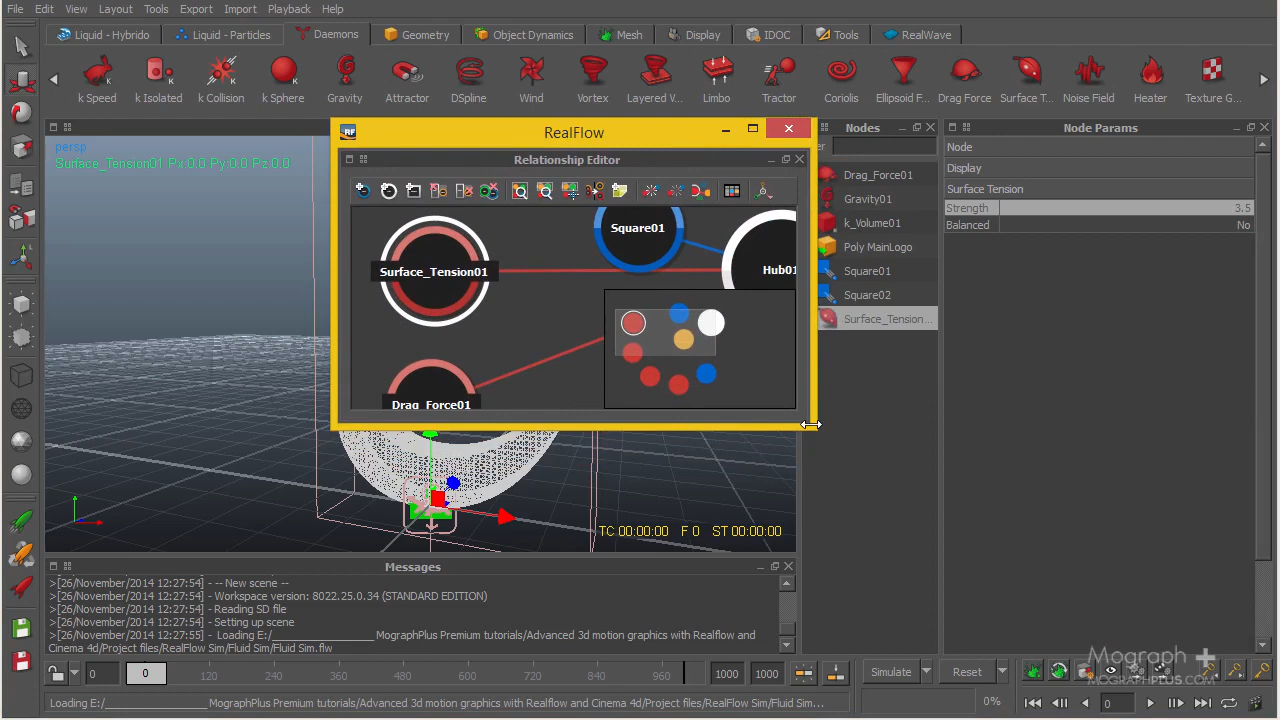 File Edit View Layout Tools Export Import Playback Help
Liquid - Hybrido Liquid - Particles Daemons Geometry Object Dynamics Mesh Display IDOC Tools RealWave
k Speed k Isolated k Collision k Sphere Gravity Attractor DSpline Wind Vortex Layered V... Limbo Tractor Coriolis Ellipsoid F... Drag Force Surface T... Noise Field Heater Texture G...
RealFlow
RF
Relationship Editor
Surface_Tension01
Square01
Hub01
Drag_Force01
persp
Surface_Tension01 Px:0.0 Py:0.0 Pz:0.0
TC 00:00:00 F 0 ST 00:00:00
Nodes
Drag_Force01
Gravity01
k_Volume01
Poly MainLogo
Square01
Square02
Surface_Tension...
Node Params
Node
Display
Surface Tension
Strength 3.5
Balanced No
Messages
>[26/November/2014 12:27:54] - -- New scene --
>[26/November/2014 12:27:54] - Workspace version: 8022.25.0.34 (STANDARD EDITION)
>[26/November/2014 12:27:54] - Reading SD file
>[26/November/2014 12:27:54] - Setting up scene
>[26/November/2014 12:27:55] - Loading E:/______________ MographPlus Premium tutorials/Advanced 3d motion graphics with Realflow and
Cinema 4d/Project files/RealFlow Sim/Fluid Sim/Fluid Sim.flw
0 0 120 240 360 480 600 720 840 960 1000 1000
Simulate Reset
Loading E:/______________ MographPlus Premium tutorials/Advanced 3d motion graphics with Realflow and Cinema 4d/Project files/RealFlow Sim/Fluid Sim/Fluid Sim...
0% 0
Mograph +
MOGRAPHPLUS.COM